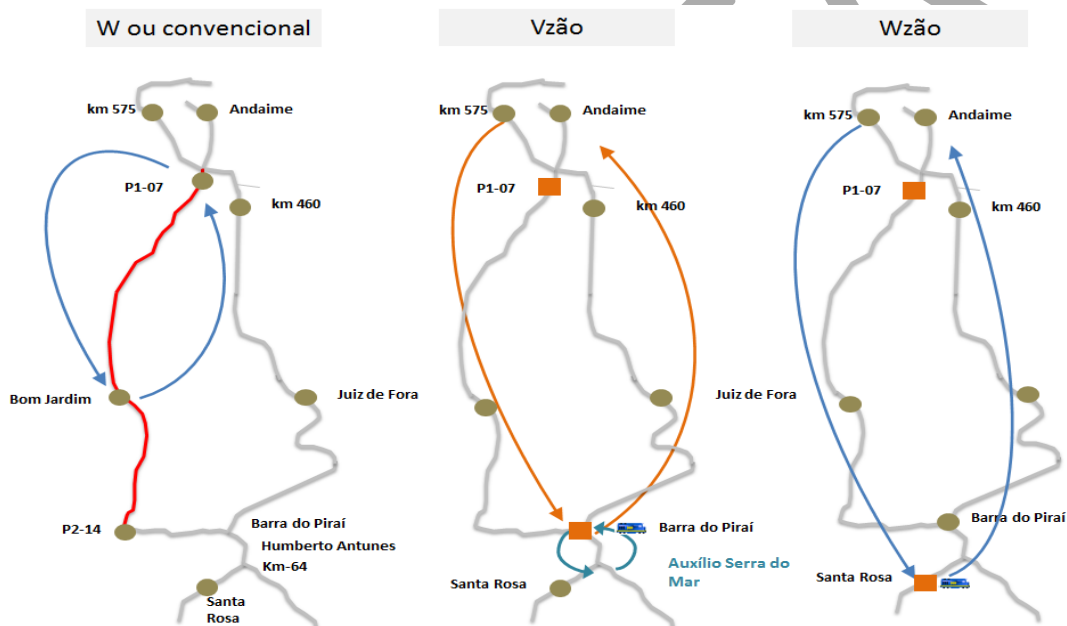 W ou convencional
Vzão
Wzão
km 575
Andaime
P1-07
km 460
Bom Jardim
Juiz de Fora
P2-14
Barra do Piraí
Humberto Antunes
Km-64
Santa
Rosa
km 575
Andaime
P1-07
km 460
Juiz de Fora
Barra do Piraí
Auxílio Serra do
Mar
Santa Rosa
km 575
Andaime
P1-07
km 460
Barra do Piraí
Santa Rosa